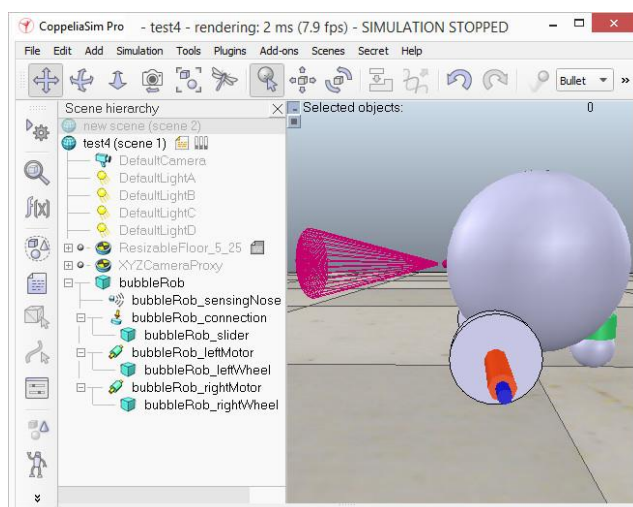 CoppeliaSim Pro - test4 - rendering: 2 ms (7.9 fps) - SIMULATION STOPPED
File Edit Add Simulation Tools Plugins Add-ons Scenes Secret Help
Bullet
Scene hierarchy
Selected objects: 0
new scene (scene 2)
test4 (scene 1)
DefaultCamera
DefaultLightA
DefaultLightB
DefaultLightC
DefaultLightD
ResizableFloor_5_25
XYZCameraProxy
bubbleRob
bubbleRob_sensingNose
bubbleRob_connection
bubbleRob_slider
bubbleRob_leftMotor
bubbleRob_leftWheel
bubbleRob_rightMotor
bubbleRob_rightWheel
f(x)